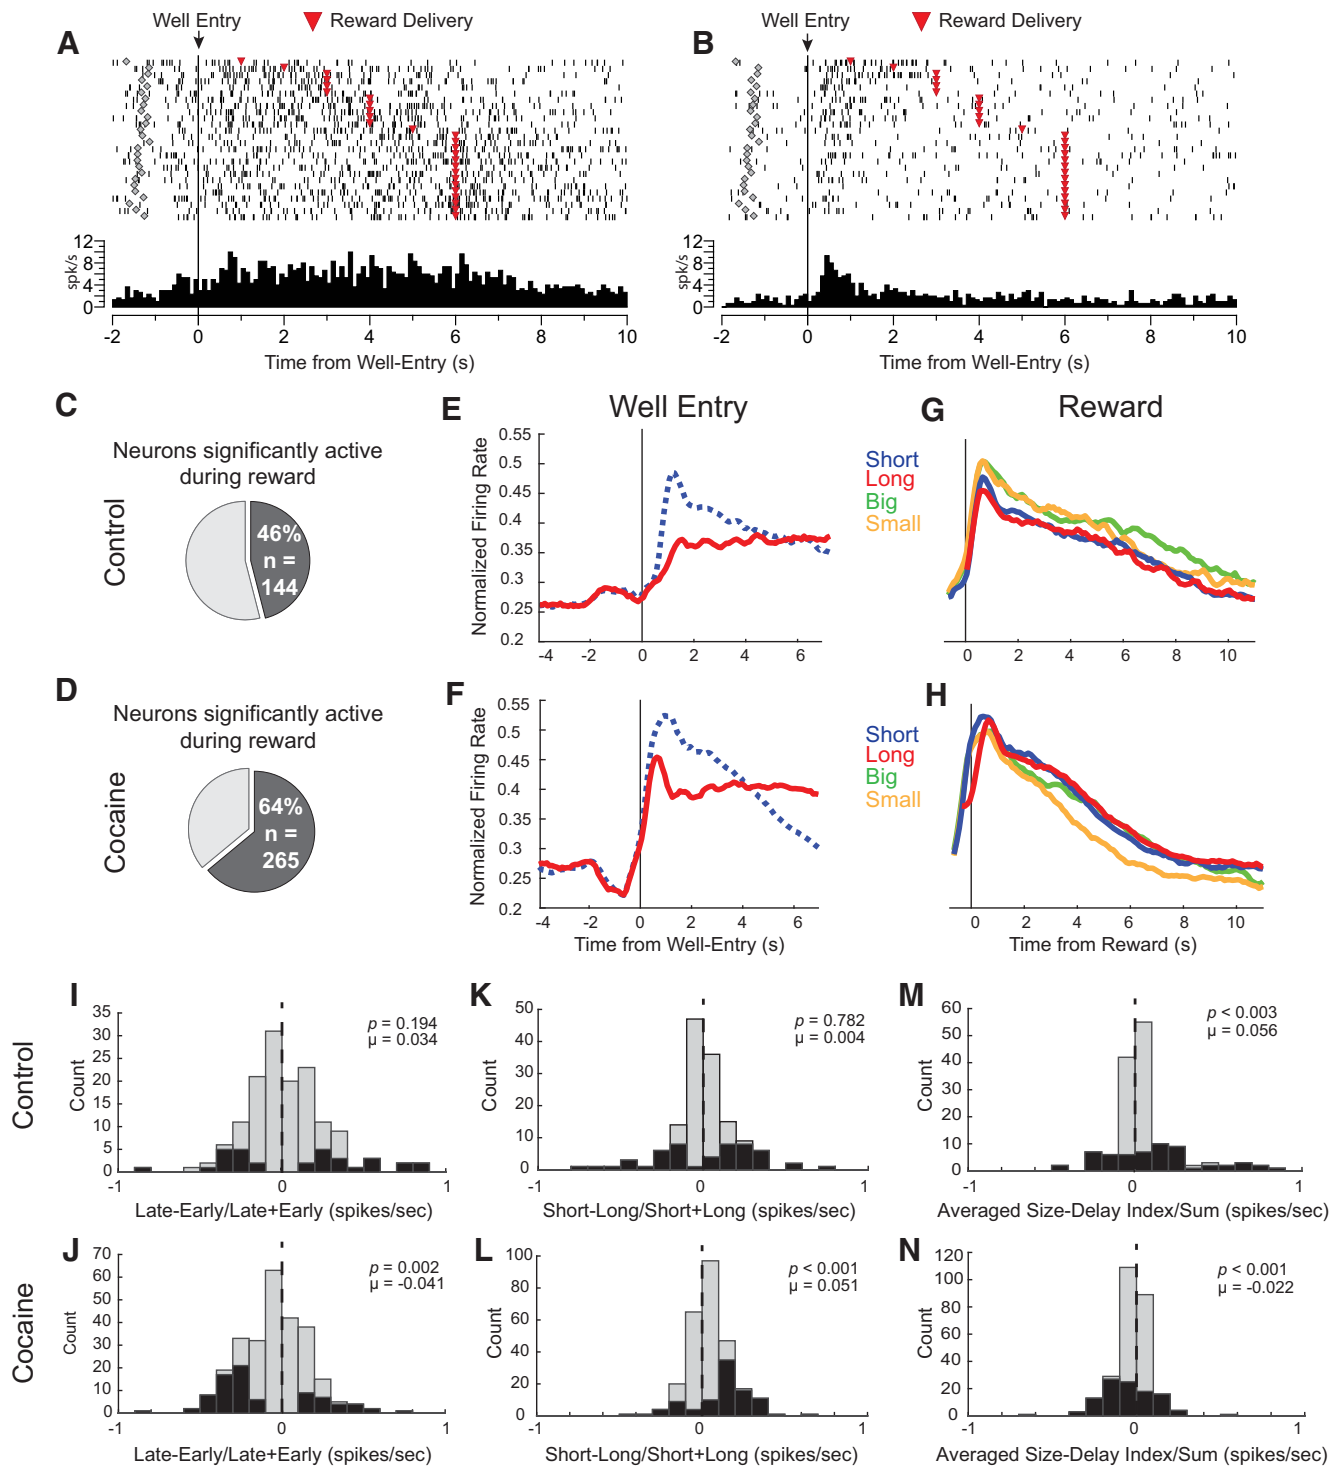 Well Entry
Reward Delivery
Well Entry
Reward Delivery
A
B
spk/s
12
8
4
0
-2 0 2 4 6 8 10
Time from Well-Entry (s)
spk/s
12
8
4
0
-2 0 2 4 6 8 10
Time from Well-Entry (s)
C
Control
Neurons significantly active
during reward
46%
n =
144
E
Well Entry
Normalized Firing Rate
0.55
0.5
0.45
0.4
0.35
0.3
0.25
0.2
-4 -2 0 2 4 6
G
Reward
Short
Long
Big
Small
0 2 4 6 8 10
D
Cocaine
Neurons significantly active
during reward
64%
n =
265
F
Normalized Firing Rate
0.55
0.5
0.45
0.4
0.35
0.3
0.25
0.2
-4 -2 0 2 4 6
Time from Well-Entry (s)
H
Short
Long
Big
Small
0 2 4 6 8 10
Time from Reward (s)
Control
I
Count
35
30
25
20
15
10
5
0
p = 0.194
µ = 0.034
-1 0 1
Late-Early/Late+Early (spikes/sec)
K
Count
50
40
30
20
10
0
p = 0.782
µ = 0.004
-1 0 1
Short-Long/Short+Long (spikes/sec)
M
Count
60
50
40
30
20
10
0
p < 0.003
µ = 0.056
-1 0 1
Averaged Size-Delay Index/Sum (spikes/sec)
Cocaine
J
Count
70
60
50
40
30
20
10
0
p = 0.002
µ = -0.041
-1 0 1
Late-Early/Late+Early (spikes/sec)
L
Count
100
80
60
40
20
0
p < 0.001
µ = 0.051
-1 0 1
Short-Long/Short+Long (spikes/sec)
N
Count
120
100
80
60
40
20
0
p < 0.001
µ = -0.022
-1 0 1
Averaged Size-Delay Index/Sum (spikes/sec)